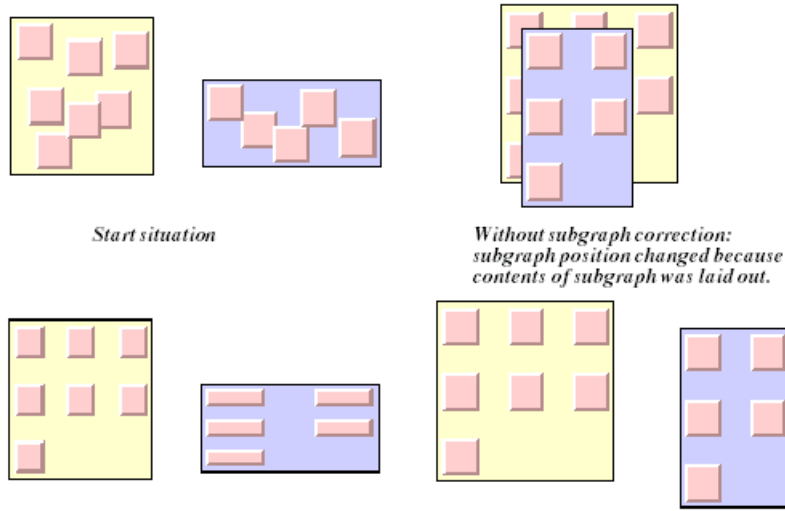 Start situation
Without subgraph correction:
subgraph position changed because
contents of subgraph was laid out.